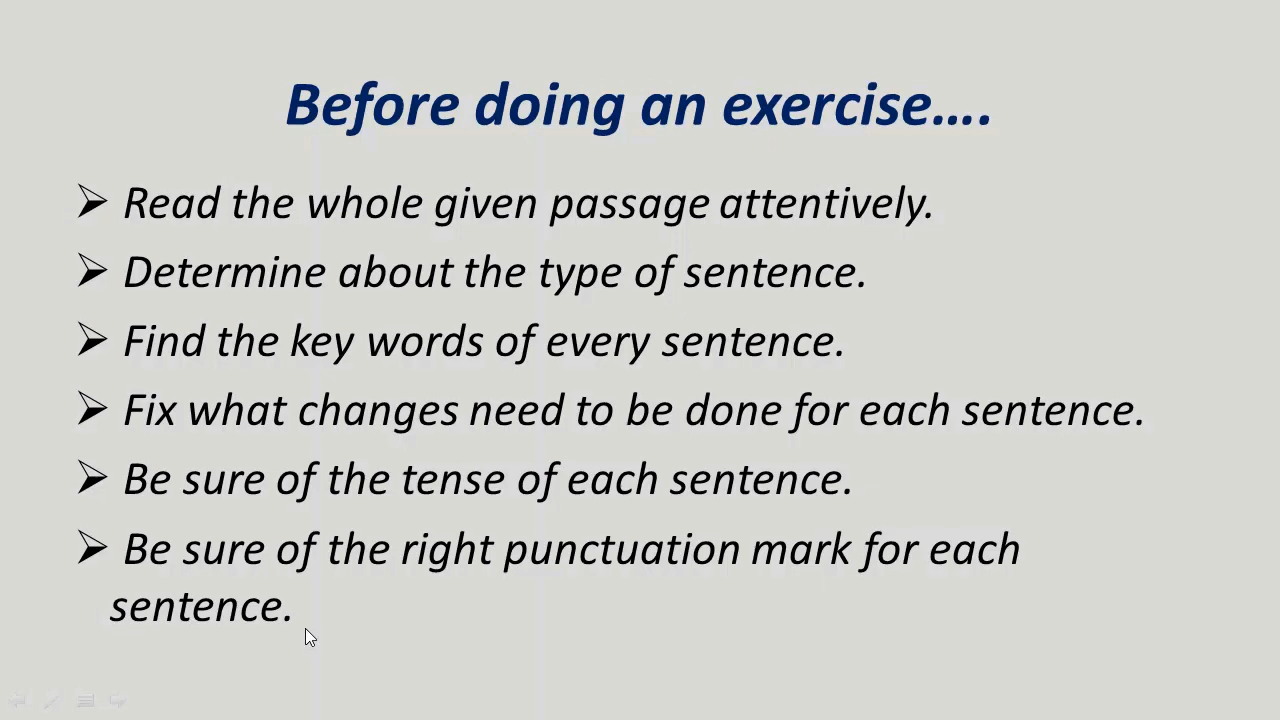 Before doing an exercise....
Read the whole given passage attentively.
Determine about the type of sentence.
Find the key words of every sentence.
Fix what changes need to be done for each sentence.
Be sure of the tense of each sentence.
Be sure of the right punctuation mark for each
sentence.